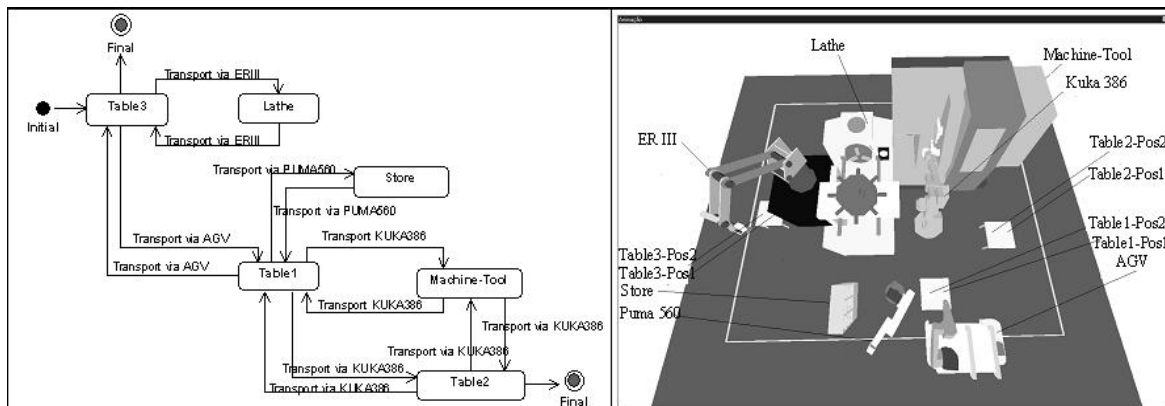 Final
Transport via ERIII
Table3
Lathe
Initial
Transport via ERIII
Transport via PUMA560
Store
Transport via PUMA560
Transport via AGV
Transport KUKA386
Transport via AGV
Table1
Machine-Tool
Transport KUKA386
Transport via KUKA386
Transport via KUKA386
Transport via KUKA386
Table2
Transport via KUKA386
Final
Animação
Lathe
Machine-Tool
Kuka 386
ER III
Table2-Pos2
Table2-Pos1
Table1-Pos2
Table1-Pos1
AGV
Table3-Pos2
Table3-Pos1
Store
Puma 560